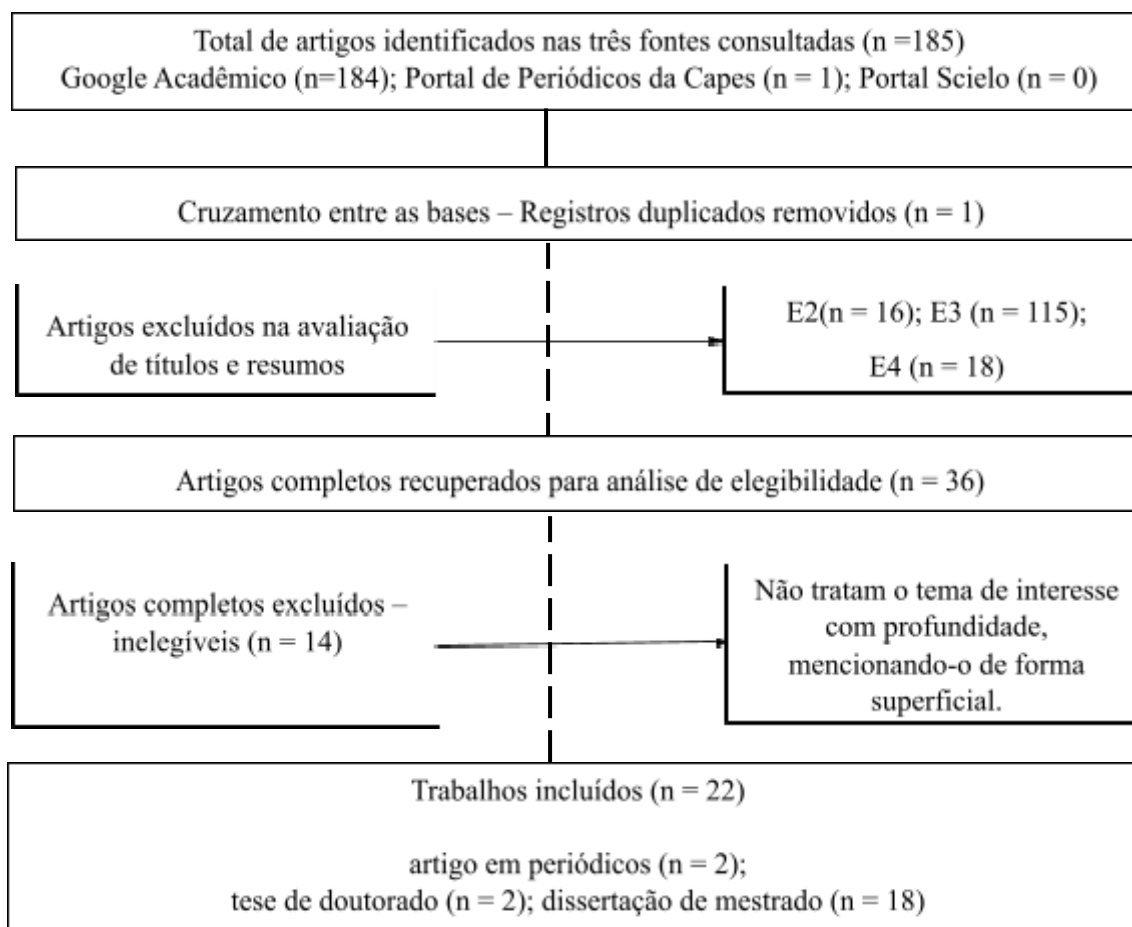 Total de artigos identificados nas três fontes consultadas (n =185)
Google Acadêmico (n=184); Portal de Periódicos da Capes (n = 1); Portal Scielo (n = 0)
Cruzamento entre as bases – Registros duplicados removidos (n = 1)
Artigos excluídos na avaliação
de títulos e resumos
E2(n = 16); E3 (n = 115);
E4 (n = 18)
Artigos completos recuperados para análise de elegibilidade (n = 36)
Artigos completos excluídos –
inelegíveis (n = 14)
Não tratam o tema de interesse
com profundidade,
mencionando-o de forma
superficial.
Trabalhos incluídos (n = 22)
artigo em periódicos (n = 2);
tese de doutorado (n = 2); dissertação de mestrado (n = 18)